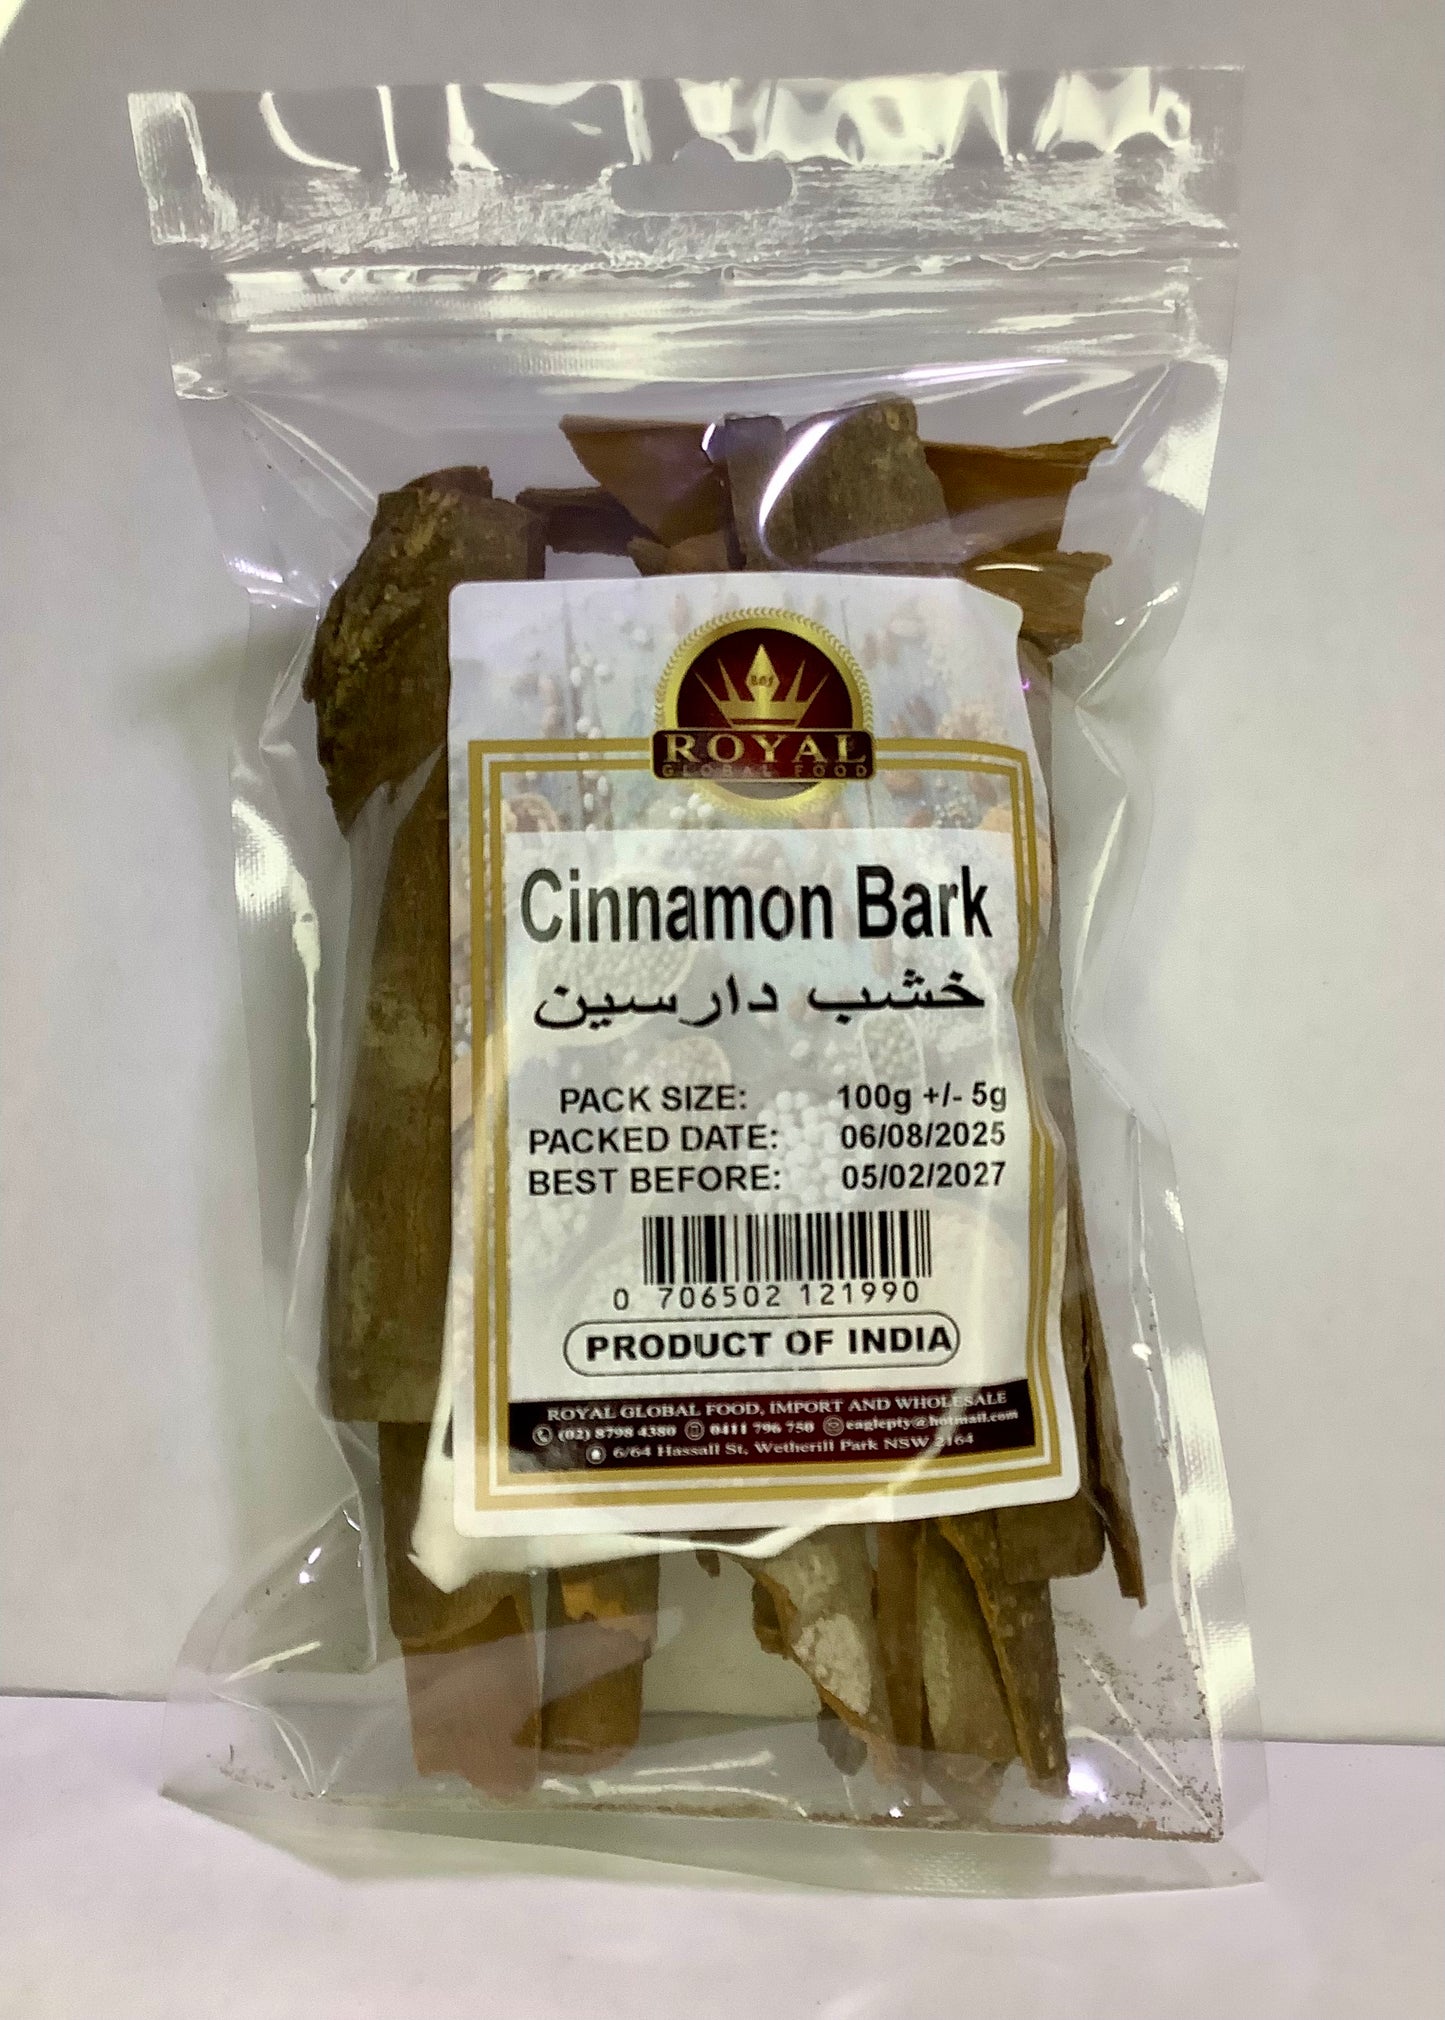 ROYAL
GLOBAL FOOD
Cinnamon Bark
خشب دارسين
PACK SIZE: 100g +/- 5g
PACKED DATE: 06/08/2025
BEST BEFORE: 05/02/2027
0 706502 121990
PRODUCT OF INDIA
ROYAL GLOBAL FOOD, IMPORT AND WHOLESALE
(02) 8798 4380 0411 796 750 eaglepty@hotmail.com
6/64 Hassall St, Wetherill Park NSW 2164